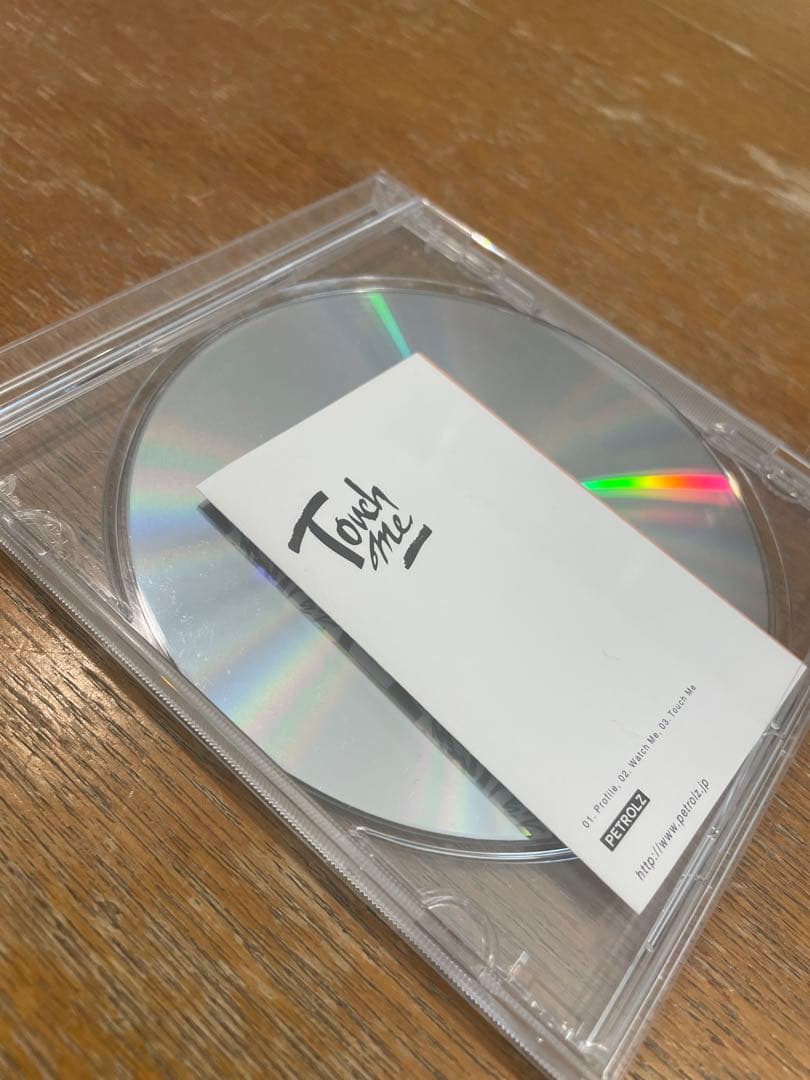 Touch
me
01. Profile, 02. Watch Me, 03. Touch Me
PETROLZ
http://www.petrolz.jp